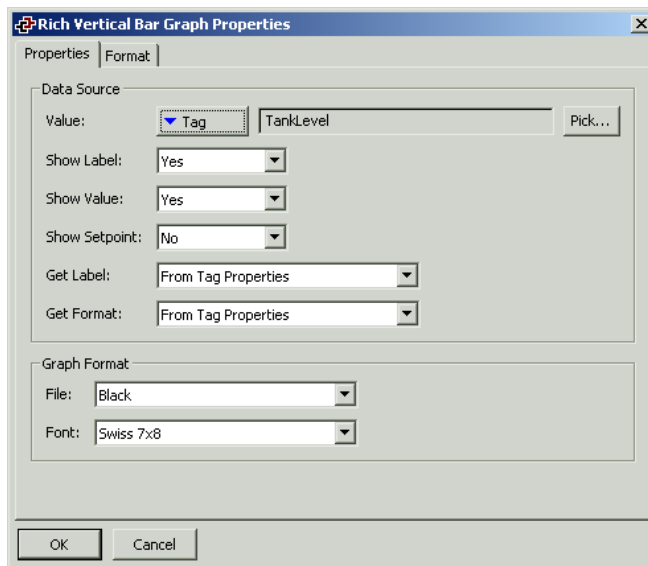 Rich Vertical Bar Graph Properties
Properties Format
Data Source
Value: Tag TankLevel Pick...
Show Label: Yes
Show Value: Yes
Show Setpoint: No
Get Label: From Tag Properties
Get Format: From Tag Properties
Graph Format
File: Black
Font: Swiss 7x8
OK Cancel